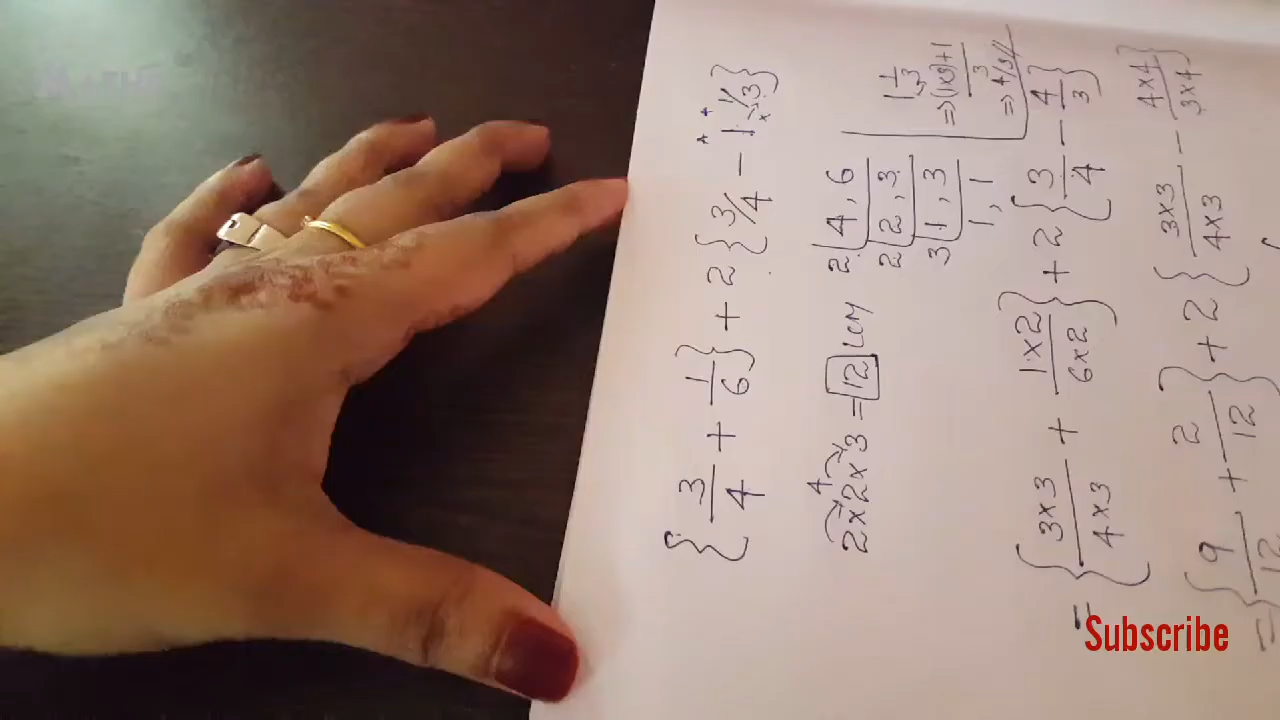 {3/4 + 1/6} + 2{3/4 - 1 1/3}
2×2×3 = 12 LCM
4
2 | 4, 6
2 | 2, 3
3 | 1, 3
1, 1
1 1/3
⇒ (1×3)+1 / 3
⇒ 4/3
= {3×3 / 4×3 + 1×2 / 6×2} + 2{3/4 - 4/3}
= {9/12 + 2/12} + 2{3×3 / 4×3 - 4×4 / 3×4}
Subscribe